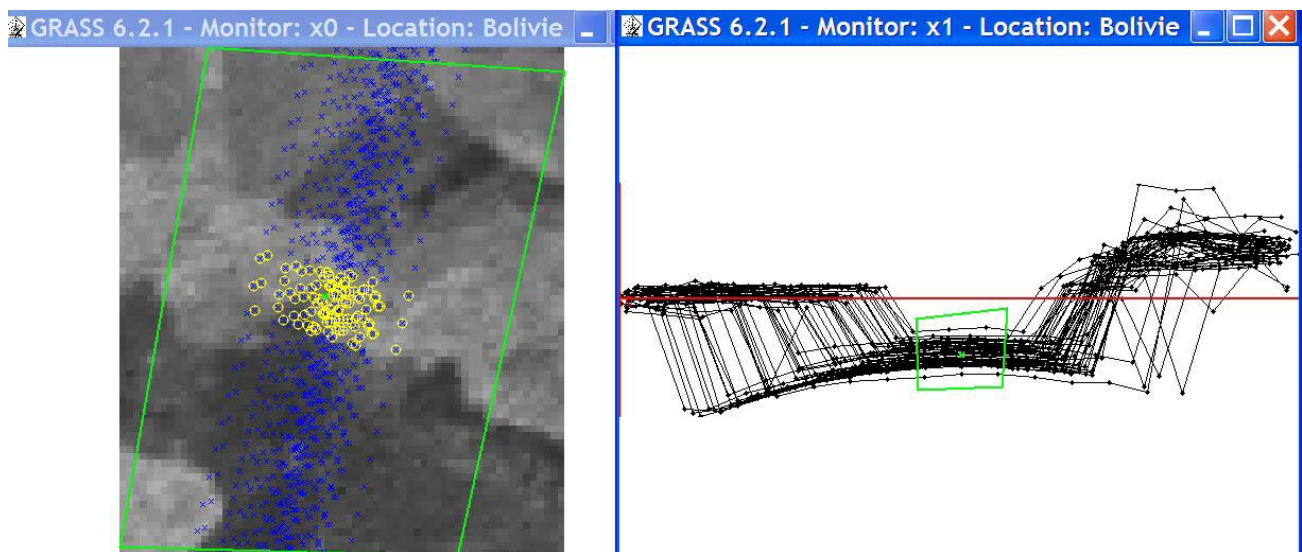 GRASS 6.2.1 - Monitor: x0 - Location: Bolivie
GRASS 6.2.1 - Monitor: x1 - Location: Bolivie